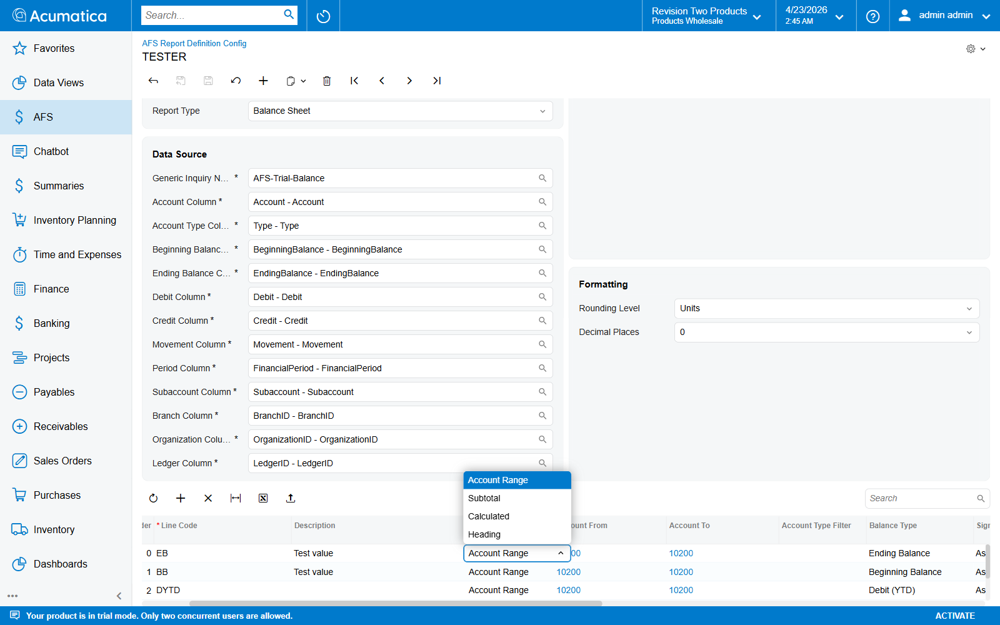 Acumatica
Search...
Revision Two Products
Products Wholesale
4/23/2026
2:45 AM
admin admin
Favorites
Data Views
AFS
Chatbot
Summaries
Inventory Planning
Time and Expenses
Finance
Banking
Projects
Payables
Receivables
Sales Orders
Purchases
Inventory
Dashboards
AFS Report Definition Config
TESTER
Report Type
Balance Sheet
Data Source
Generic Inquiry N... *
AFS-Trial-Balance
Account Column *
Account - Account
Account Type Col... *
Type - Type
Beginning Balanc... *
BeginningBalance - BeginningBalance
Ending Balance C... *
EndingBalance - EndingBalance
Debit Column *
Debit - Debit
Credit Column *
Credit - Credit
Movement Column *
Movement - Movement
Period Column *
FinancialPeriod - FinancialPeriod
Subaccount Column *
Subaccount - Subaccount
Branch Column *
BranchID - BranchID
Organization Colu... *
OrganizationID - OrganizationID
Ledger Column *
LedgerID - LedgerID
Formatting
Rounding Level
Units
Decimal Places
0
Account Range
Subtotal
Calculated
Heading
Search
der * Line Code Description ount From Account To Account Type Filter Balance Type Sign
0 EB Test value Account Range 00 10200 Ending Balance As
1 BB Test value Account Range 10200 10200 Beginning Balance As
2 DYTD Account Range 10200 10200 Debit (YTD) As
Your product is in trial mode. Only two concurrent users are allowed.
ACTIVATE